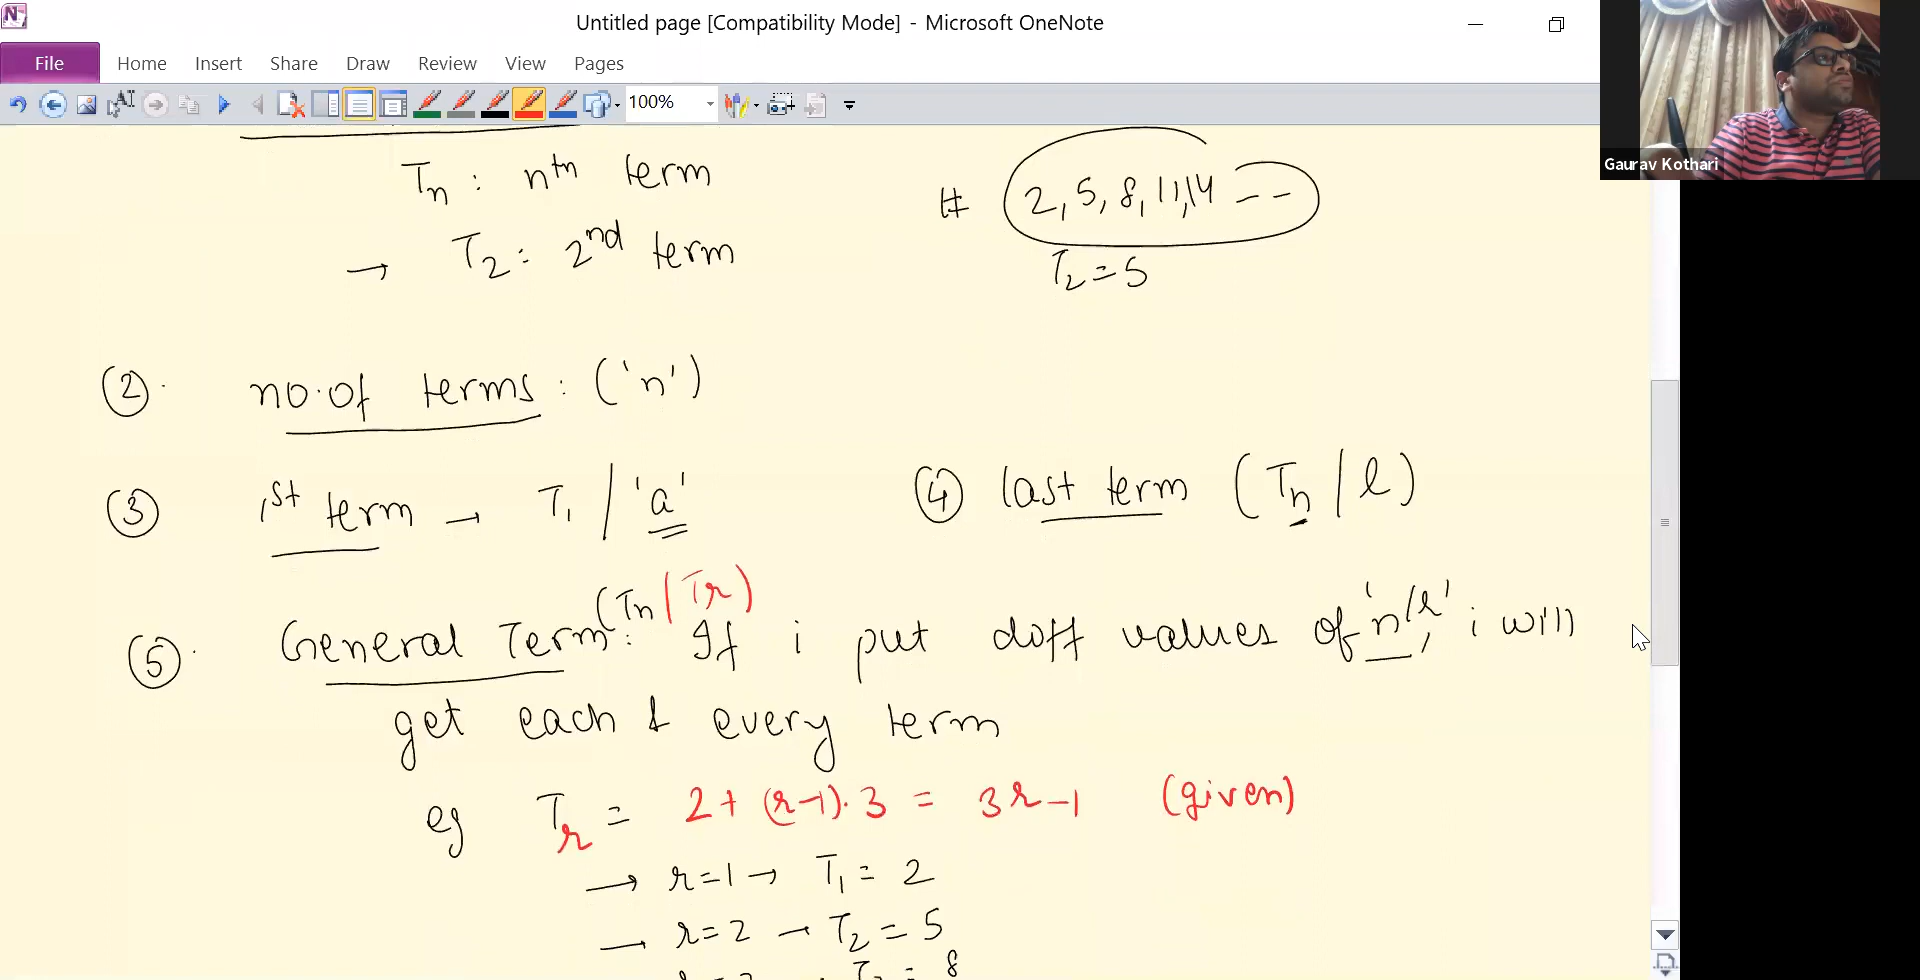 Untitled page [Compatibility Mode] - Microsoft OneNote
File Home Insert Share Draw Review View Pages
100%
Gaurav Kothari
Tn : nth term
→ T2 : 2nd term
# 2, 5, 8, 11, 14 --
T2 = 5
② no. of terms : ('n')
③ 1st term → T1 / 'a'
④ last term (Tn / l)
⑤ General Term : (Tn / Tr) If i put diff values of 'n/r', i will
get each & every term
eg Tr = 2 + (r-1).3 = 3r-1 (given)
→ r=1 → T1 = 2
→ r=2 → T2 = 5
8